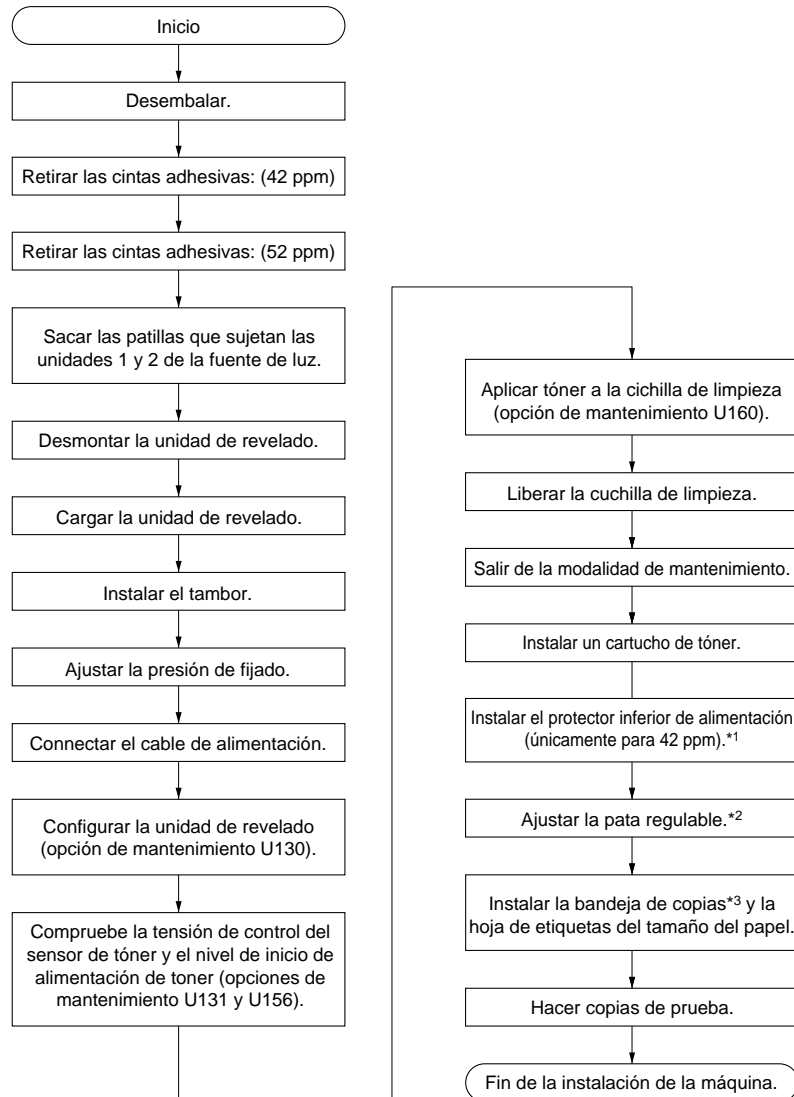 Inicio
Desembalar.
Retirar las cintas adhesivas: (42 ppm)
Retirar las cintas adhesivas: (52 ppm)
Sacar las patillas que sujetan las
unidades 1 y 2 de la fuente de luz.
Desmontar la unidad de revelado.
Cargar la unidad de revelado.
Instalar el tambor.
Ajustar la presión de fijado.
Connectar el cable de alimentación.
Configurar la unidad de revelado
(opción de mantenimiento U130).
Compruebe la tensión de control del
sensor de tóner y el nivel de inicio de
alimentación de toner (opciones de
mantenimiento U131 y U156).
Aplicar tóner a la cichilla de limpieza
(opción de mantenimiento U160).
Liberar la cuchilla de limpieza.
Salir de la modalidad de mantenimiento.
Instalar un cartucho de tóner.
Instalar el protector inferior de alimentación
(únicamente para 42 ppm).*1
Ajustar la pata regulable.*2
Instalar la bandeja de copias*3 y la
hoja de etiquetas del tamaño del papel.
Hacer copias de prueba.
Fin de la instalación de la máquina.